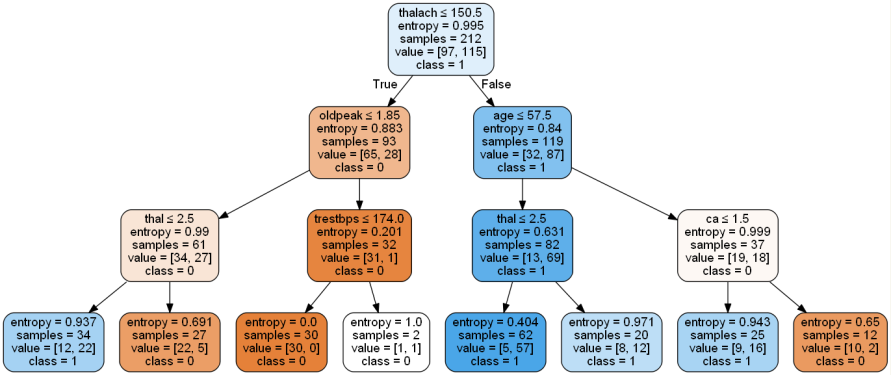 thalach ≤ 150.5
entropy = 0.995
samples = 212
value = [97, 115]
class = 1
True
False
oldpeak ≤ 1.85
entropy = 0.883
samples = 93
value = [65, 28]
class = 0
age ≤ 57.5
entropy = 0.84
samples = 119
value = [32, 87]
class = 1
thal ≤ 2.5
entropy = 0.99
samples = 61
value = [34, 27]
class = 0
trestbps ≤ 174.0
entropy = 0.201
samples = 32
value = [31, 1]
class = 0
thal ≤ 2.5
entropy = 0.631
samples = 82
value = [13, 69]
class = 1
ca ≤ 1.5
entropy = 0.999
samples = 37
value = [19, 18]
class = 0
entropy = 0.937
samples = 34
value = [12, 22]
class = 1
entropy = 0.691
samples = 27
value = [22, 5]
class = 0
entropy = 0.0
samples = 30
value = [30, 0]
class = 0
entropy = 1.0
samples = 2
value = [1, 1]
class = 0
entropy = 0.404
samples = 62
value = [5, 57]
class = 1
entropy = 0.971
samples = 20
value = [8, 12]
class = 1
entropy = 0.943
samples = 25
value = [9, 16]
class = 1
entropy = 0.65
samples = 12
value = [10, 2]
class = 0